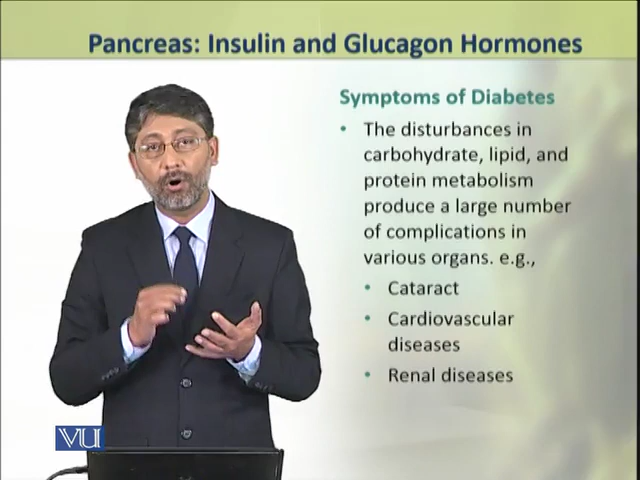 Pancreas: Insulin and Glucagon Hormones
Symptoms of Diabetes
• The disturbances in
carbohydrate, lipid, and
protein metabolism
produce a large number
of complications in
various organs. e.g.,
• Cataract
• Cardiovascular
diseases
• Renal diseases
VU